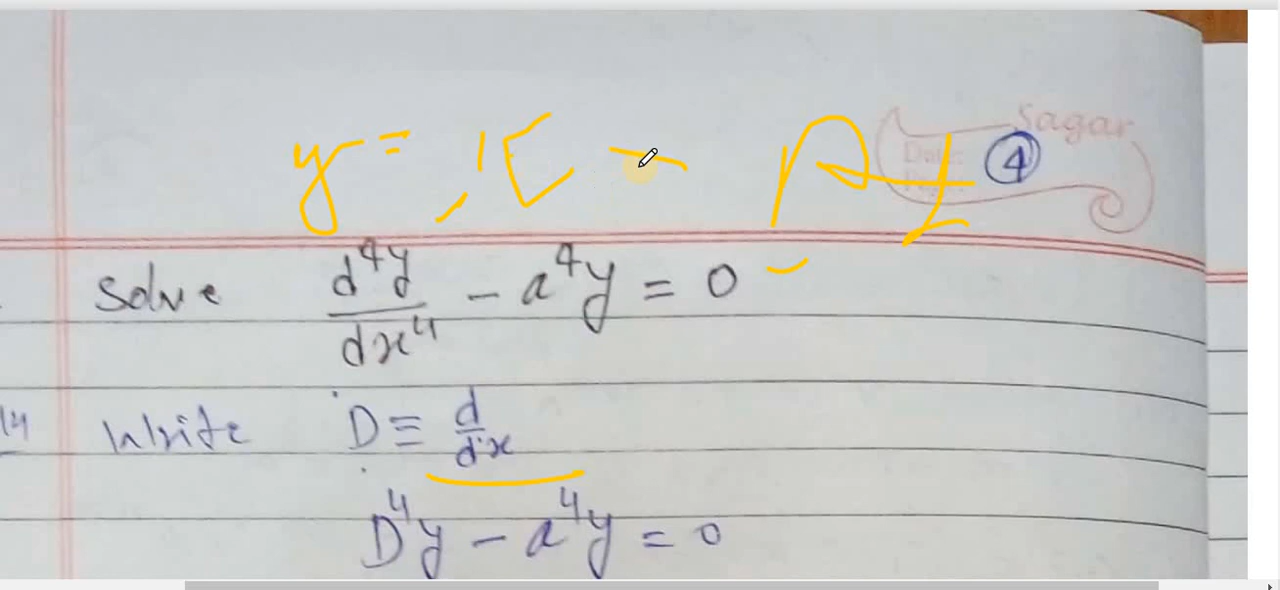 Sagar
Date:
④
y =
Solve d⁴y/dx⁴ - a⁴y = 0
Write D ≡ d/dx
D⁴y - a⁴y = 0